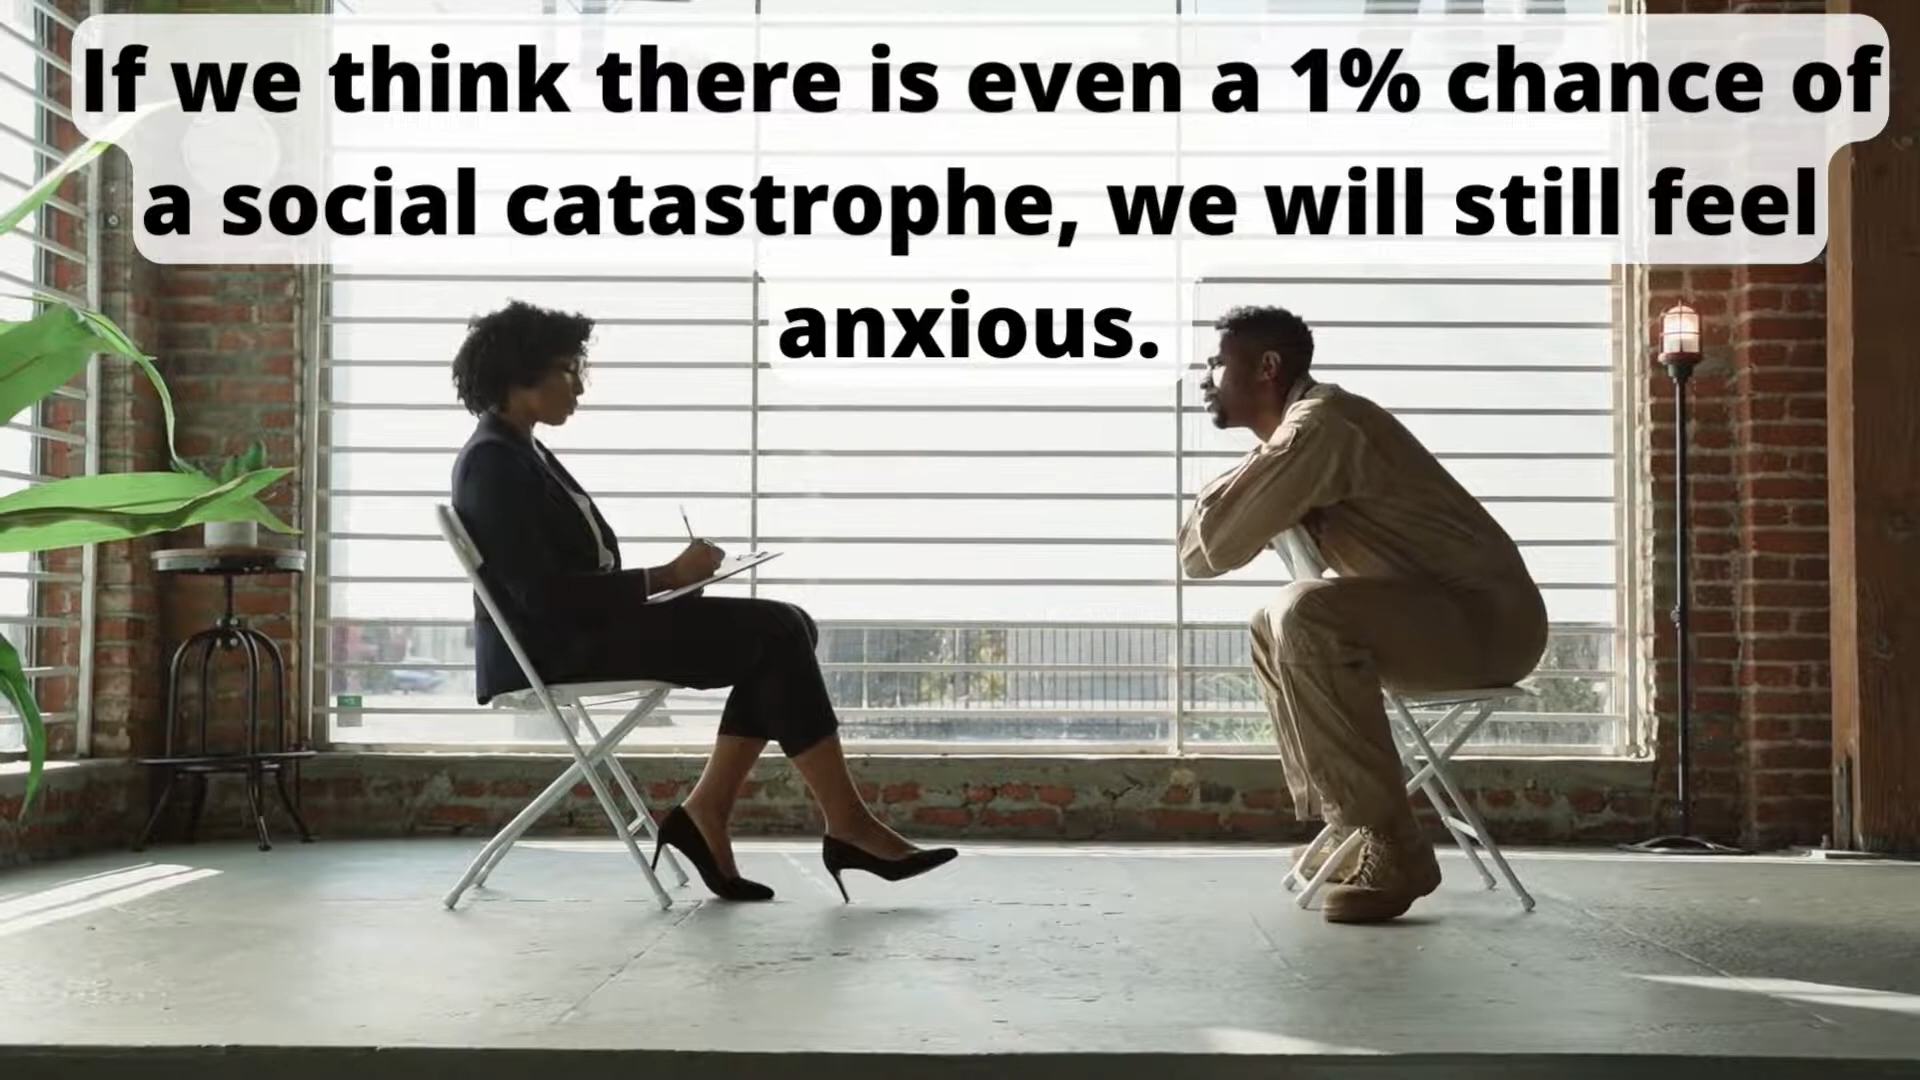 If we think there is even a 1% chance of
a social catastrophe, we will still feel
anxious.